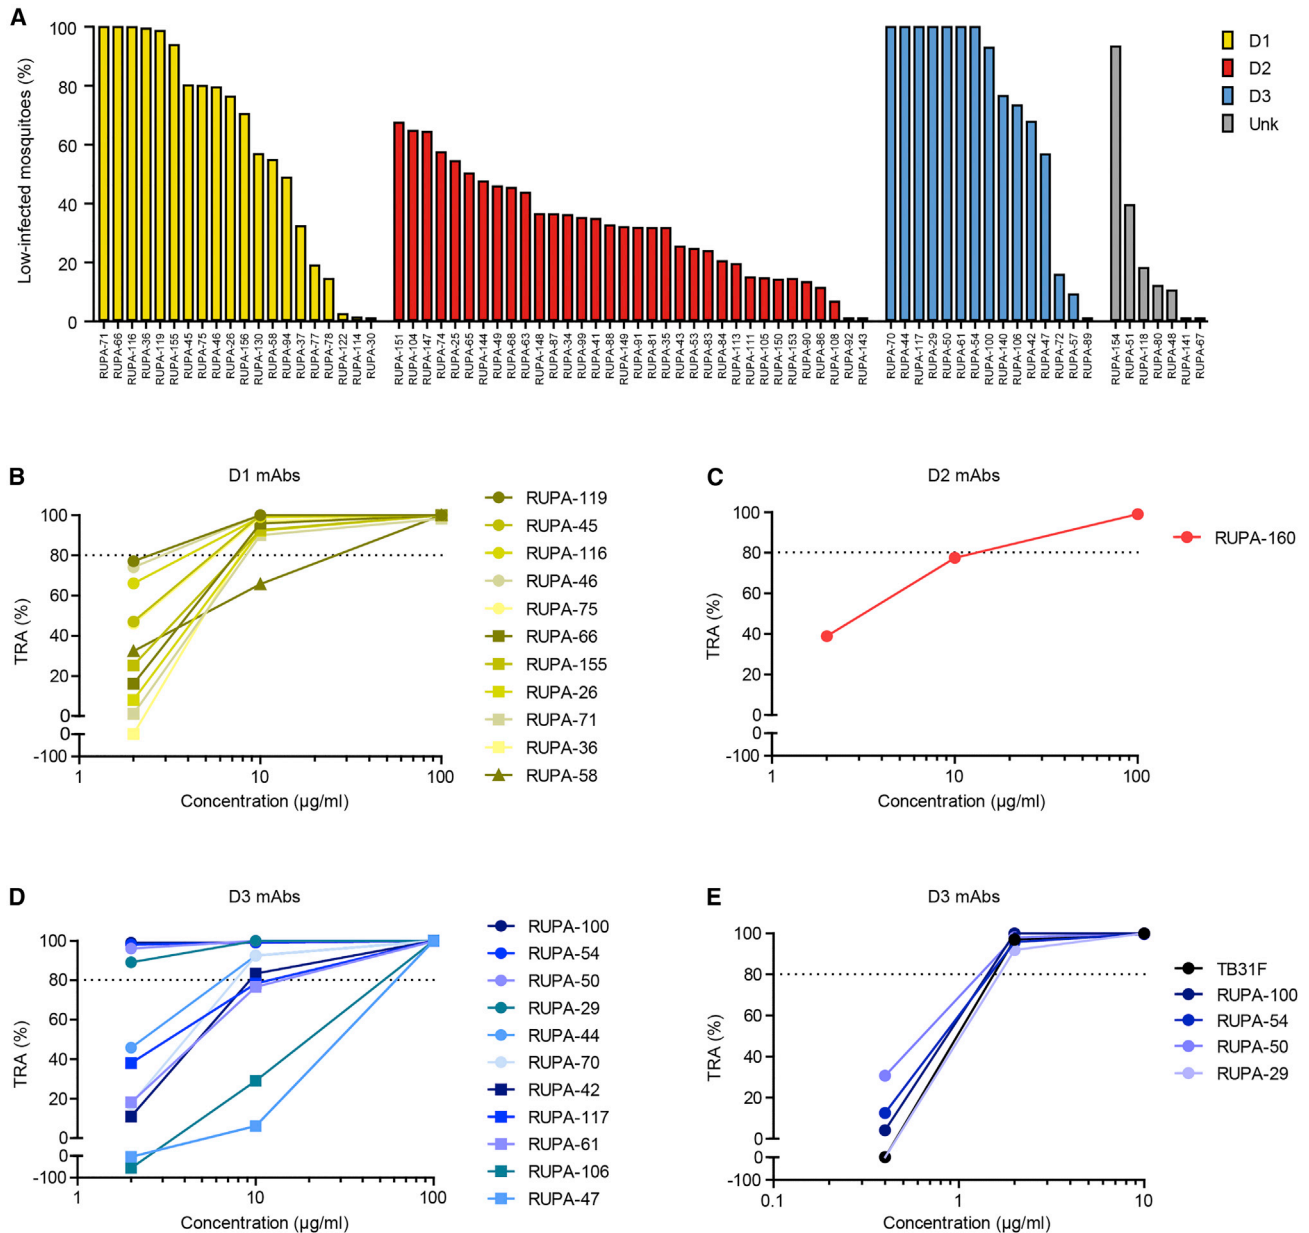 A
Low-infected mosquitoes (%)
100
80
60
40
20
0
RUPA-71
RUPA-66
RUPA-116
RUPA-36
RUPA-119
RUPA-155
RUPA-45
RUPA-75
RUPA-46
RUPA-26
RUPA-156
RUPA-130
RUPA-58
RUPA-94
RUPA-37
RUPA-77
RUPA-78
RUPA-122
RUPA-114
RUPA-30
RUPA-151
RUPA-104
RUPA-147
RUPA-74
RUPA-25
RUPA-65
RUPA-144
RUPA-49
RUPA-68
RUPA-63
RUPA-148
RUPA-87
RUPA-34
RUPA-99
RUPA-41
RUPA-88
RUPA-149
RUPA-91
RUPA-81
RUPA-35
RUPA-43
RUPA-53
RUPA-83
RUPA-84
RUPA-113
RUPA-111
RUPA-105
RUPA-150
RUPA-153
RUPA-90
RUPA-86
RUPA-108
RUPA-92
RUPA-143
RUPA-70
RUPA-44
RUPA-117
RUPA-29
RUPA-50
RUPA-61
RUPA-54
RUPA-100
RUPA-140
RUPA-106
RUPA-42
RUPA-47
RUPA-72
RUPA-57
RUPA-89
RUPA-154
RUPA-51
RUPA-118
RUPA-80
RUPA-48
RUPA-141
RUPA-67
D1
D2
D3
Unk
B
D1 mAbs
TRA (%)
100
80
60
40
20
0
0
-100
1
10
100
Concentration (µg/ml)
RUPA-119
RUPA-45
RUPA-116
RUPA-46
RUPA-75
RUPA-66
RUPA-155
RUPA-26
RUPA-71
RUPA-36
RUPA-58
C
D2 mAbs
TRA (%)
100
80
60
40
20
0
0
-100
1
10
100
Concentration (µg/ml)
RUPA-160
D
D3 mAbs
TRA (%)
100
80
60
40
20
0
0
-100
1
10
100
Concentration (µg/ml)
RUPA-100
RUPA-54
RUPA-50
RUPA-29
RUPA-44
RUPA-70
RUPA-42
RUPA-117
RUPA-61
RUPA-106
RUPA-47
E
D3 mAbs
TRA (%)
100
80
60
40
20
0
0
-100
0.1
1
10
Concentration (µg/ml)
TB31F
RUPA-100
RUPA-54
RUPA-50
RUPA-29